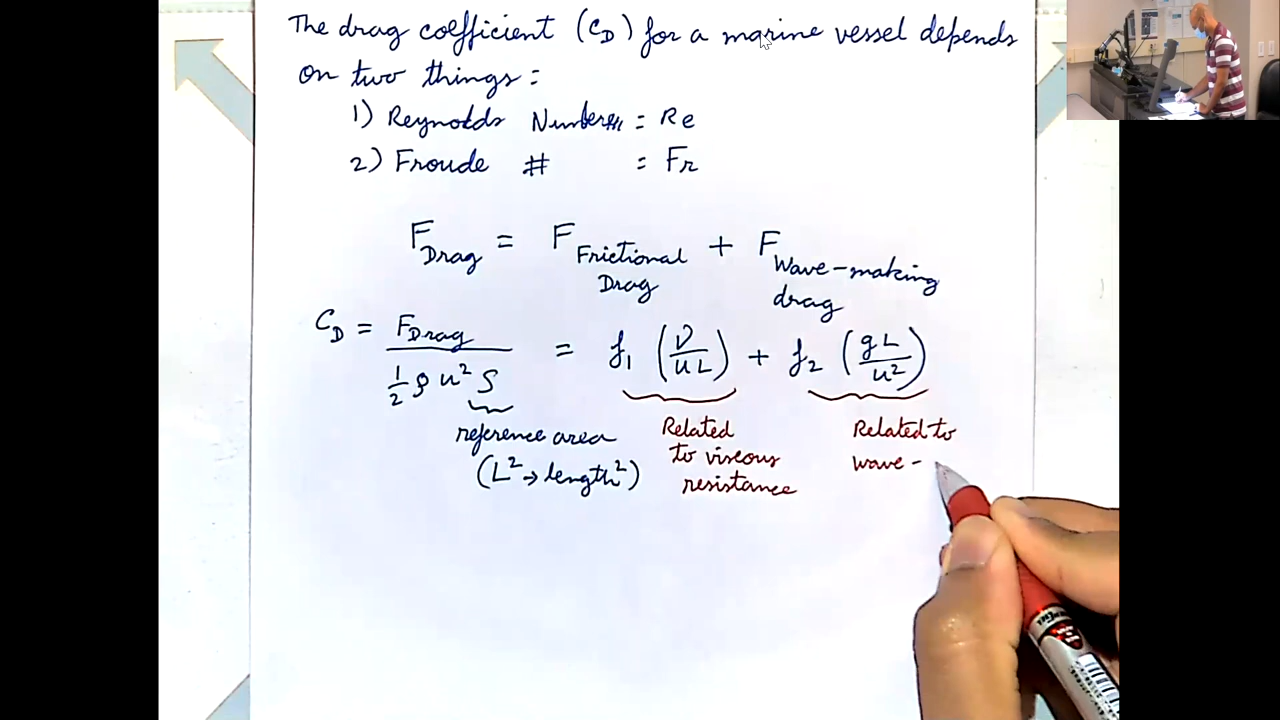 The drag coefficient (C_D) for a marine vessel depends
on two things:
1) Reynolds Number = Re
2) Froude # = Fr
F_Drag = F_Frictional Drag + F_Wave-making drag
C_D = F_Drag / (1/2 ρ u² S) = f₁ (ν / uL) + f₂ (gL / u²)
reference area
(L² → length²)
Related
to viscous
resistance
Related to
wave -